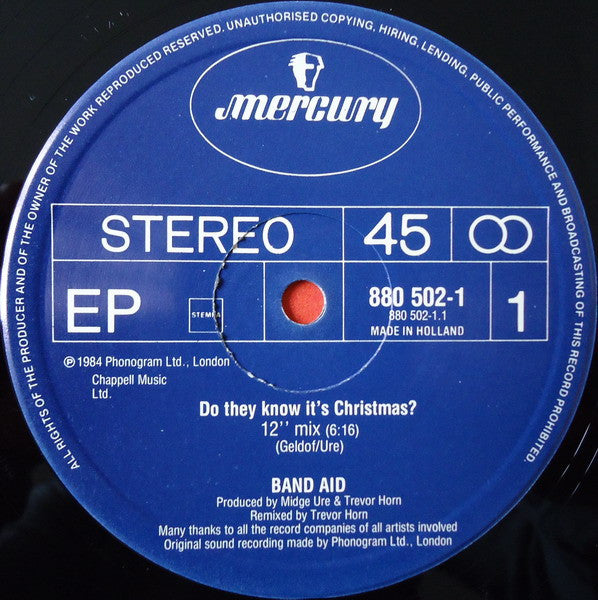 ALL RIGHTS OF THE PRODUCER AND OF THE OWNER OF THE WORK REPRODUCED RESERVED. UNAUTHORISED COPYING, HIRING, LENDING, PUBLIC PERFORMANCE AND BROADCASTING OF THIS RECORD PROHIBITED.
mercury
STEREO 45
EP STEMRA 880 502-1 1
880 502-1.1
MADE IN HOLLAND
℗ 1984 Phonogram Ltd., London
Chappell Music
Ltd.
Do they know it's Christmas?
12'' mix (6:16)
(Geldof/Ure)
BAND AID
Produced by Midge Ure & Trevor Horn
Remixed by Trevor Horn
Many thanks to all the record companies of all artists involved
Original sound recording made by Phonogram Ltd., London